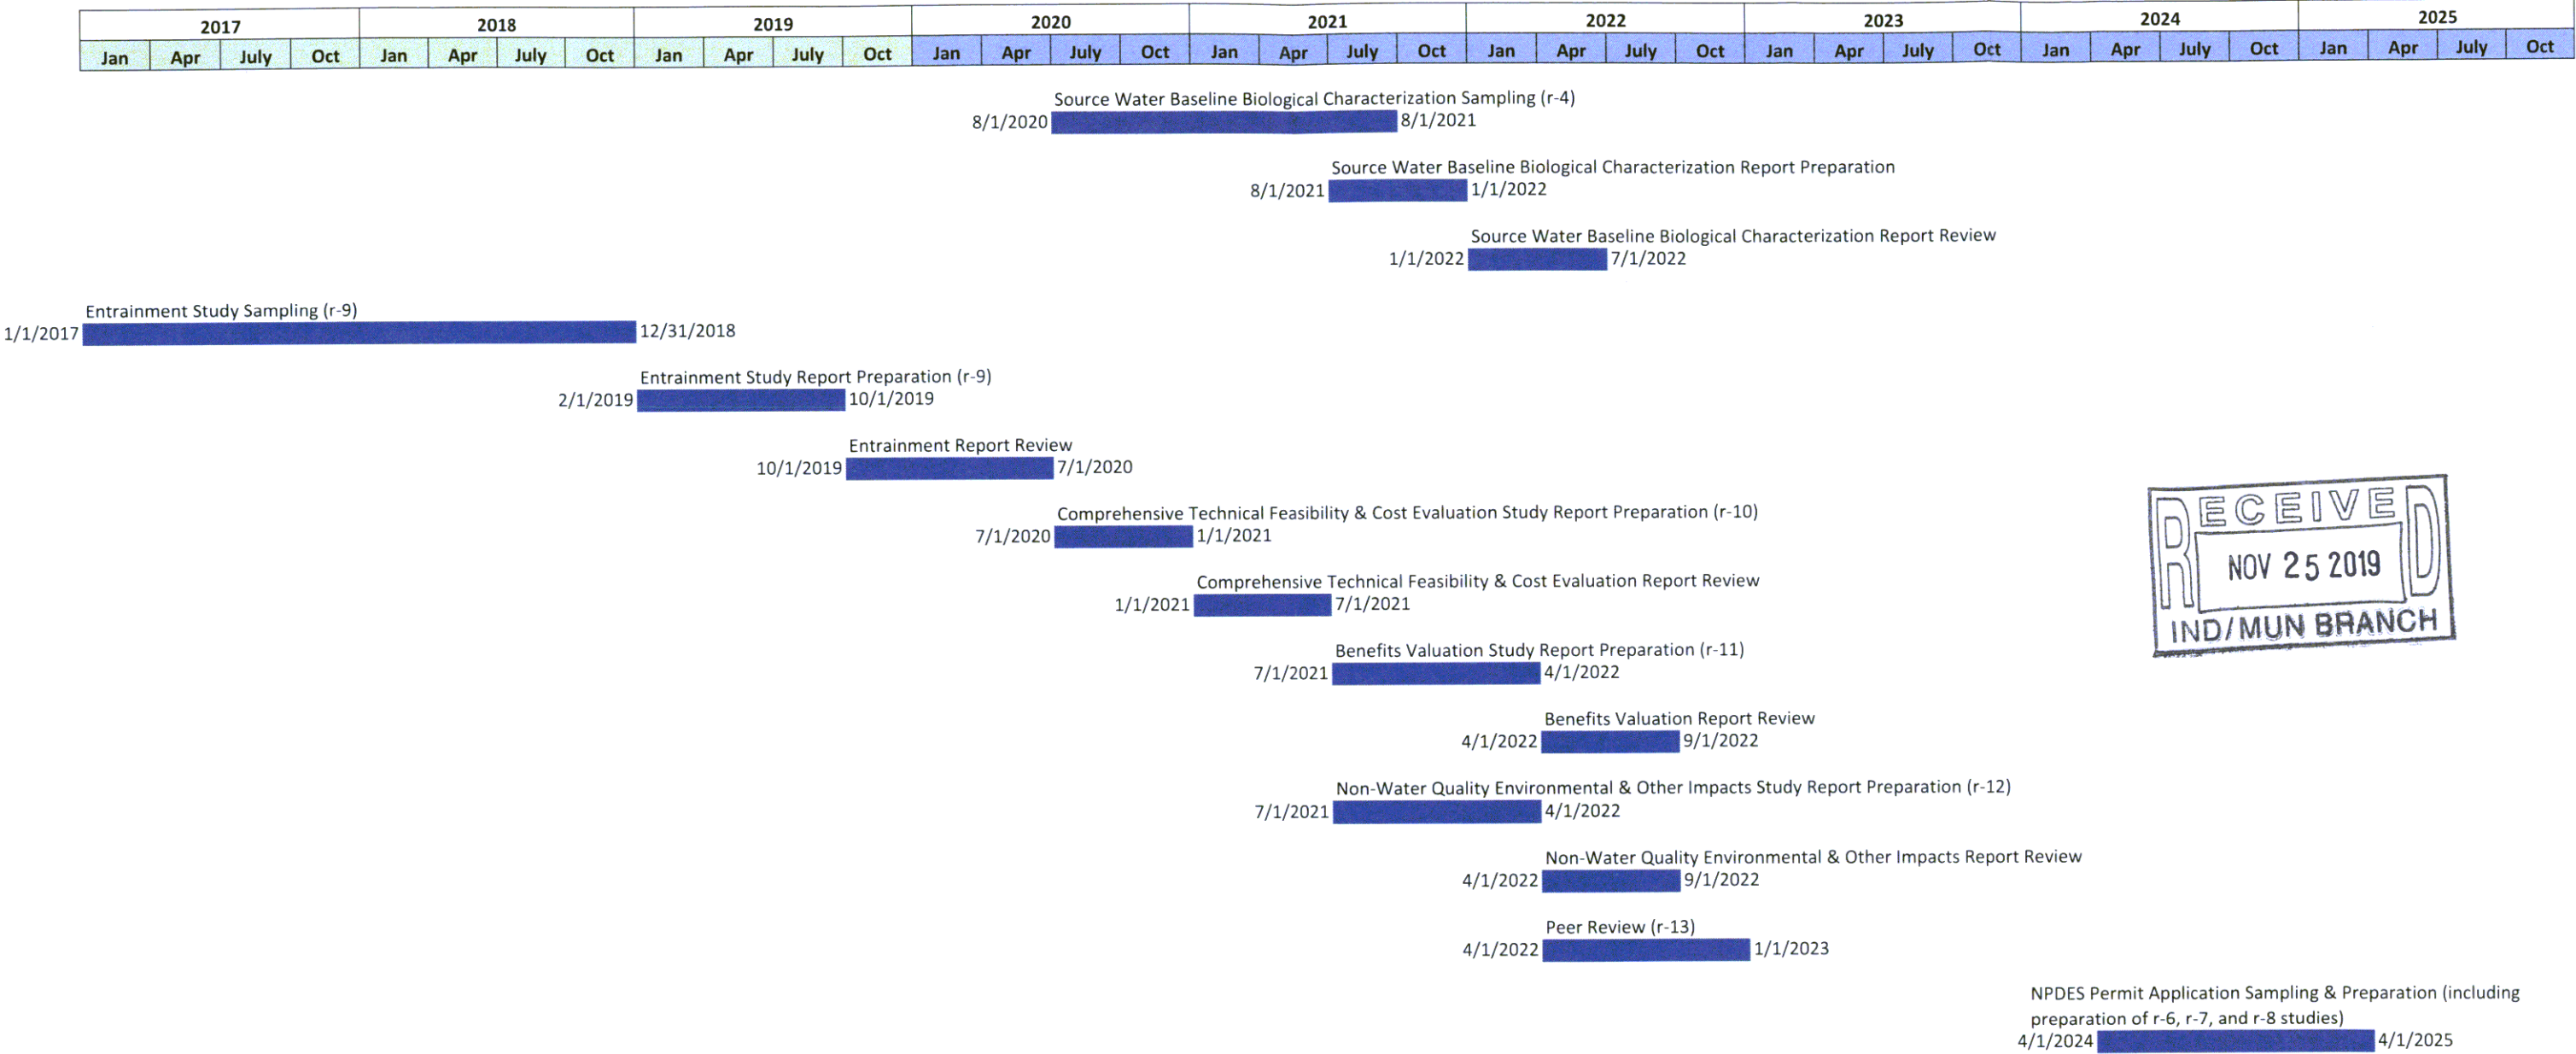 2017 2018 2019 2020 2021 2022 2023 2024 2025
Jan Apr July Oct Jan Apr July Oct Jan Apr July Oct Jan Apr July Oct Jan Apr July Oct Jan Apr July Oct Jan Apr July Oct Jan Apr July Oct Jan Apr July Oct
Source Water Baseline Biological Characterization Sampling (r-4)
8/1/2020 8/1/2021
Source Water Baseline Biological Characterization Report Preparation
8/1/2021 1/1/2022
Source Water Baseline Biological Characterization Report Review
1/1/2022 7/1/2022
Entrainment Study Sampling (r-9)
1/1/2017 12/31/2018
Entrainment Study Report Preparation (r-9)
2/1/2019 10/1/2019
Entrainment Report Review
10/1/2019 7/1/2020
Comprehensive Technical Feasibility & Cost Evaluation Study Report Preparation (r-10)
7/1/2020 1/1/2021
Comprehensive Technical Feasibility & Cost Evaluation Report Review
1/1/2021 7/1/2021
Benefits Valuation Study Report Preparation (r-11)
7/1/2021 4/1/2022
Benefits Valuation Report Review
4/1/2022 9/1/2022
Non-Water Quality Environmental & Other Impacts Study Report Preparation (r-12)
7/1/2021 4/1/2022
Non-Water Quality Environmental & Other Impacts Report Review
4/1/2022 9/1/2022
Peer Review (r-13)
4/1/2022 1/1/2023
NPDES Permit Application Sampling & Preparation (including
preparation of r-6, r-7, and r-8 studies)
4/1/2024 4/1/2025
RECEIVED
NOV 25 2019
IND/MUN BRANCH